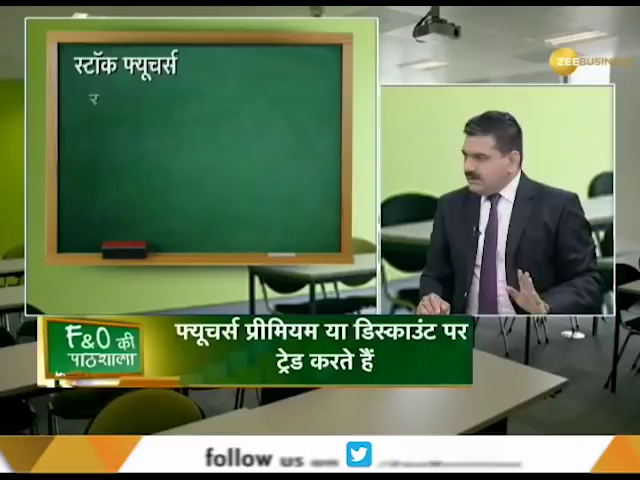 ZEEBUSINESS
स्टॉक फ्यूचर्स
र
F&O की
पाठशाला
फ्यूचर्स प्रीमियम या डिस्काउंट पर
ट्रेड करते हैं
follow us